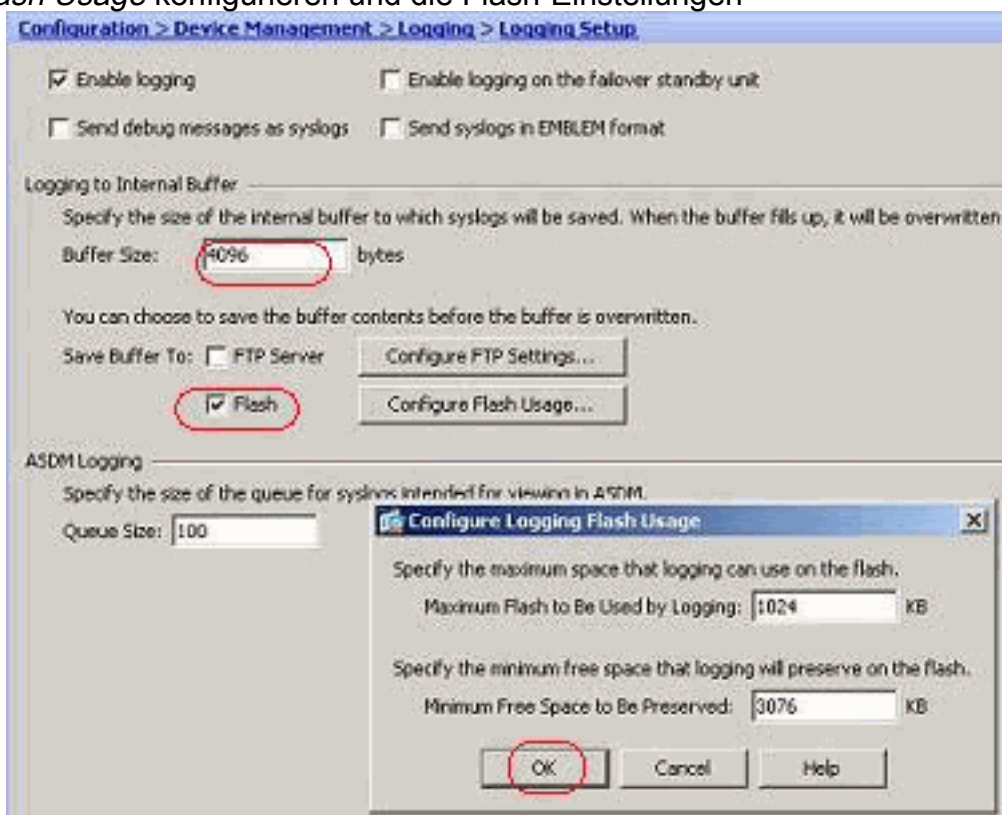 ash Usage konfigurieren und die Flash-Einstellungen
Configuration > Device Management > Logging > Logging Setup
Enable logging
Enable logging on the failover standby unit
Send debug messages as syslogs
Send syslogs in EMBLEM format
Logging to Internal Buffer
Specify the size of the internal buffer to which syslogs will be saved. When the buffer fills up, it will be overwritten
Buffer Size: 4096 bytes
You can choose to save the buffer contents before the buffer is overwritten.
Save Buffer To: FTP Server Configure FTP Settings...
Flash Configure Flash Usage...
ASDM Logging
Specify the size of the queue for syslogs intended for viewing in ASDM.
Queue Size: 100
Configure Logging Flash Usage
Specify the maximum space that logging can use on the flash.
Maximum Flash to Be Used by Logging: 1024 KB
Specify the minimum free space that logging will preserve on the flash.
Minimum Free Space to Be Preserved: 3076 KB
OK Cancel Help